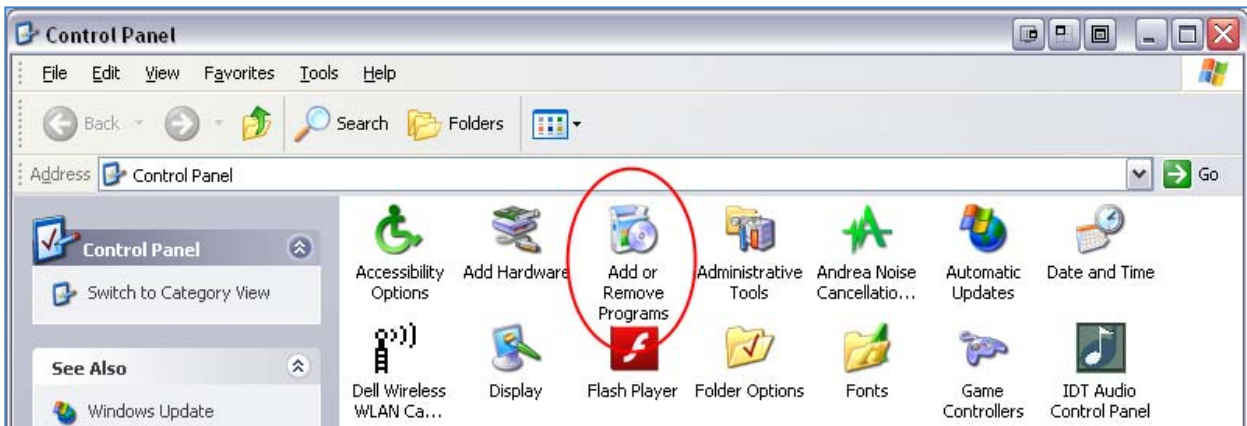 Control Panel
File Edit View Favorites Tools Help
Back Search Folders
Address Control Panel Go
Control Panel
Switch to Category View
See Also
Windows Update
Accessibility Options
Add Hardware
Add or Remove Programs
Administrative Tools
Andrea Noise Cancellatio...
Automatic Updates
Date and Time
Dell Wireless WLAN Ca...
Display
Flash Player
Folder Options
Fonts
Game Controllers
IDT Audio Control Panel